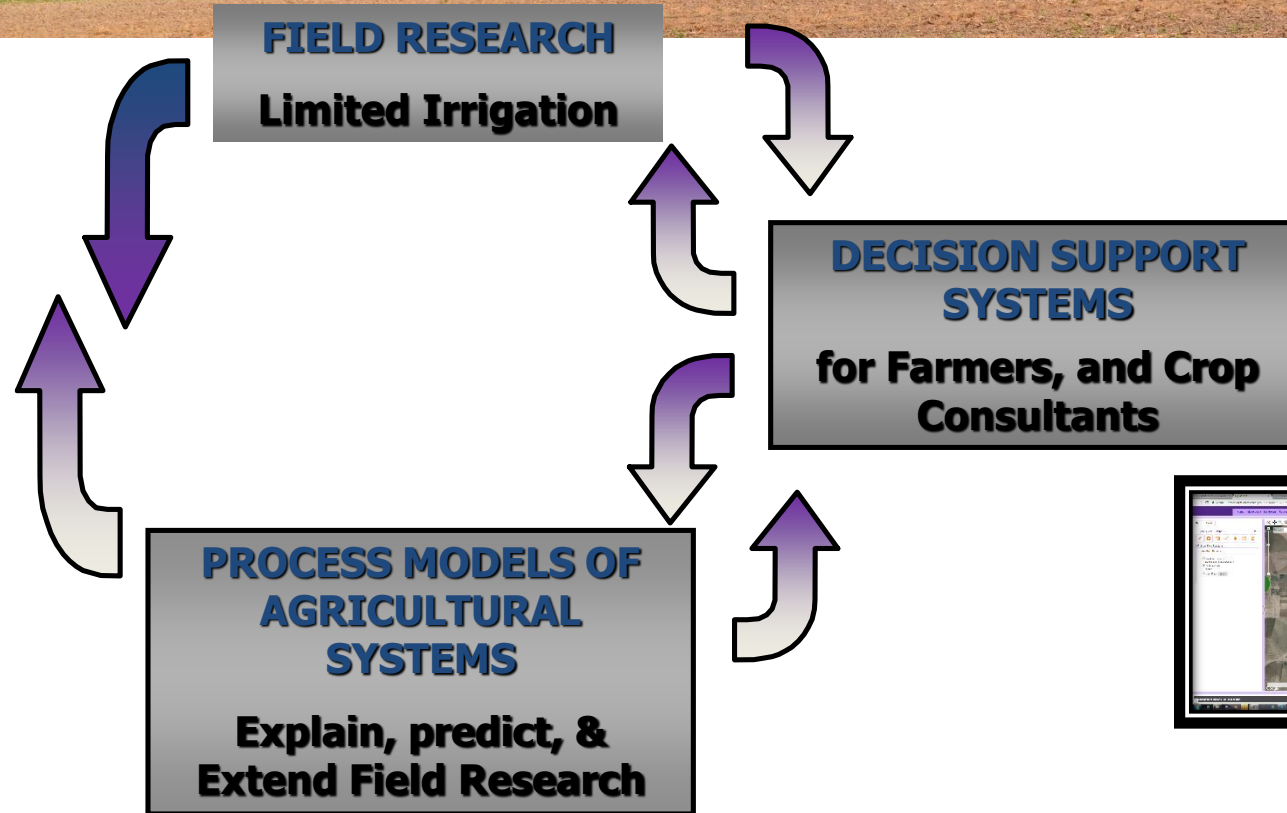 FIELD RESEARCH
Limited Irrigation
DECISION SUPPORT
SYSTEMS
for Farmers, and Crop
Consultants
PROCESS MODELS OF
AGRICULTURAL
SYSTEMS
Explain, predict, &
Extend Field Research